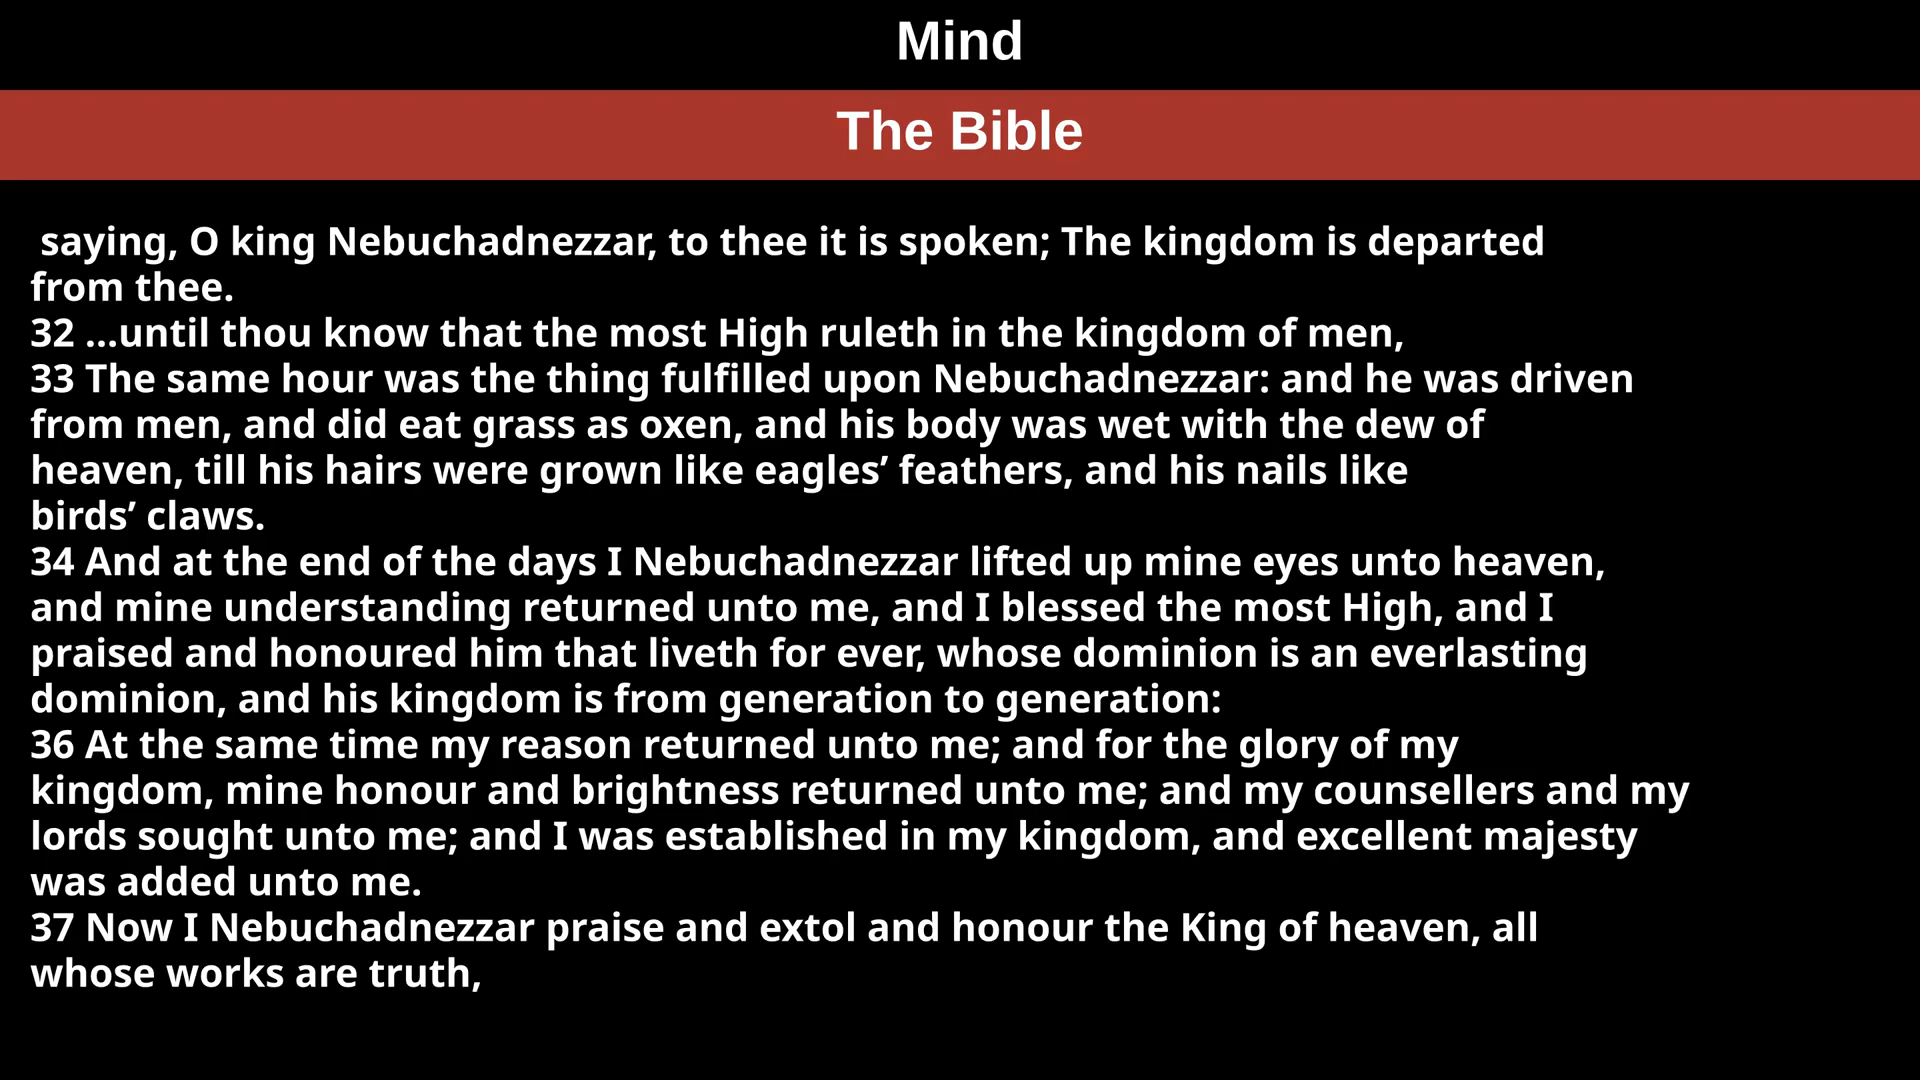 Mind
The Bible
saying, O king Nebuchadnezzar, to thee it is spoken; The kingdom is departed
from thee.
32 ...until thou know that the most High ruleth in the kingdom of men,
33 The same hour was the thing fulfilled upon Nebuchadnezzar: and he was driven
from men, and did eat grass as oxen, and his body was wet with the dew of
heaven, till his hairs were grown like eagles’ feathers, and his nails like
birds’ claws.
34 And at the end of the days I Nebuchadnezzar lifted up mine eyes unto heaven,
and mine understanding returned unto me, and I blessed the most High, and I
praised and honoured him that liveth for ever, whose dominion is an everlasting
dominion, and his kingdom is from generation to generation:
36 At the same time my reason returned unto me; and for the glory of my
kingdom, mine honour and brightness returned unto me; and my counsellers and my
lords sought unto me; and I was established in my kingdom, and excellent majesty
was added unto me.
37 Now I Nebuchadnezzar praise and extol and honour the King of heaven, all
whose works are truth,